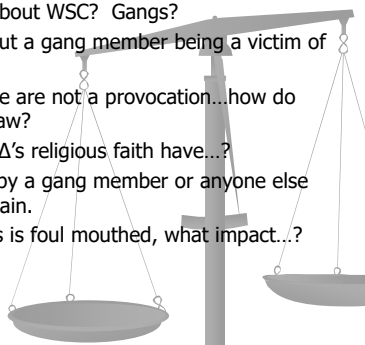 bout WSC?  Gangs?
ut a gang member being a victim of
e are not a provocation…how do
aw?
Δ's religious faith have…?
by a gang member or anyone else
ain.
s is foul mouthed, what impact…?